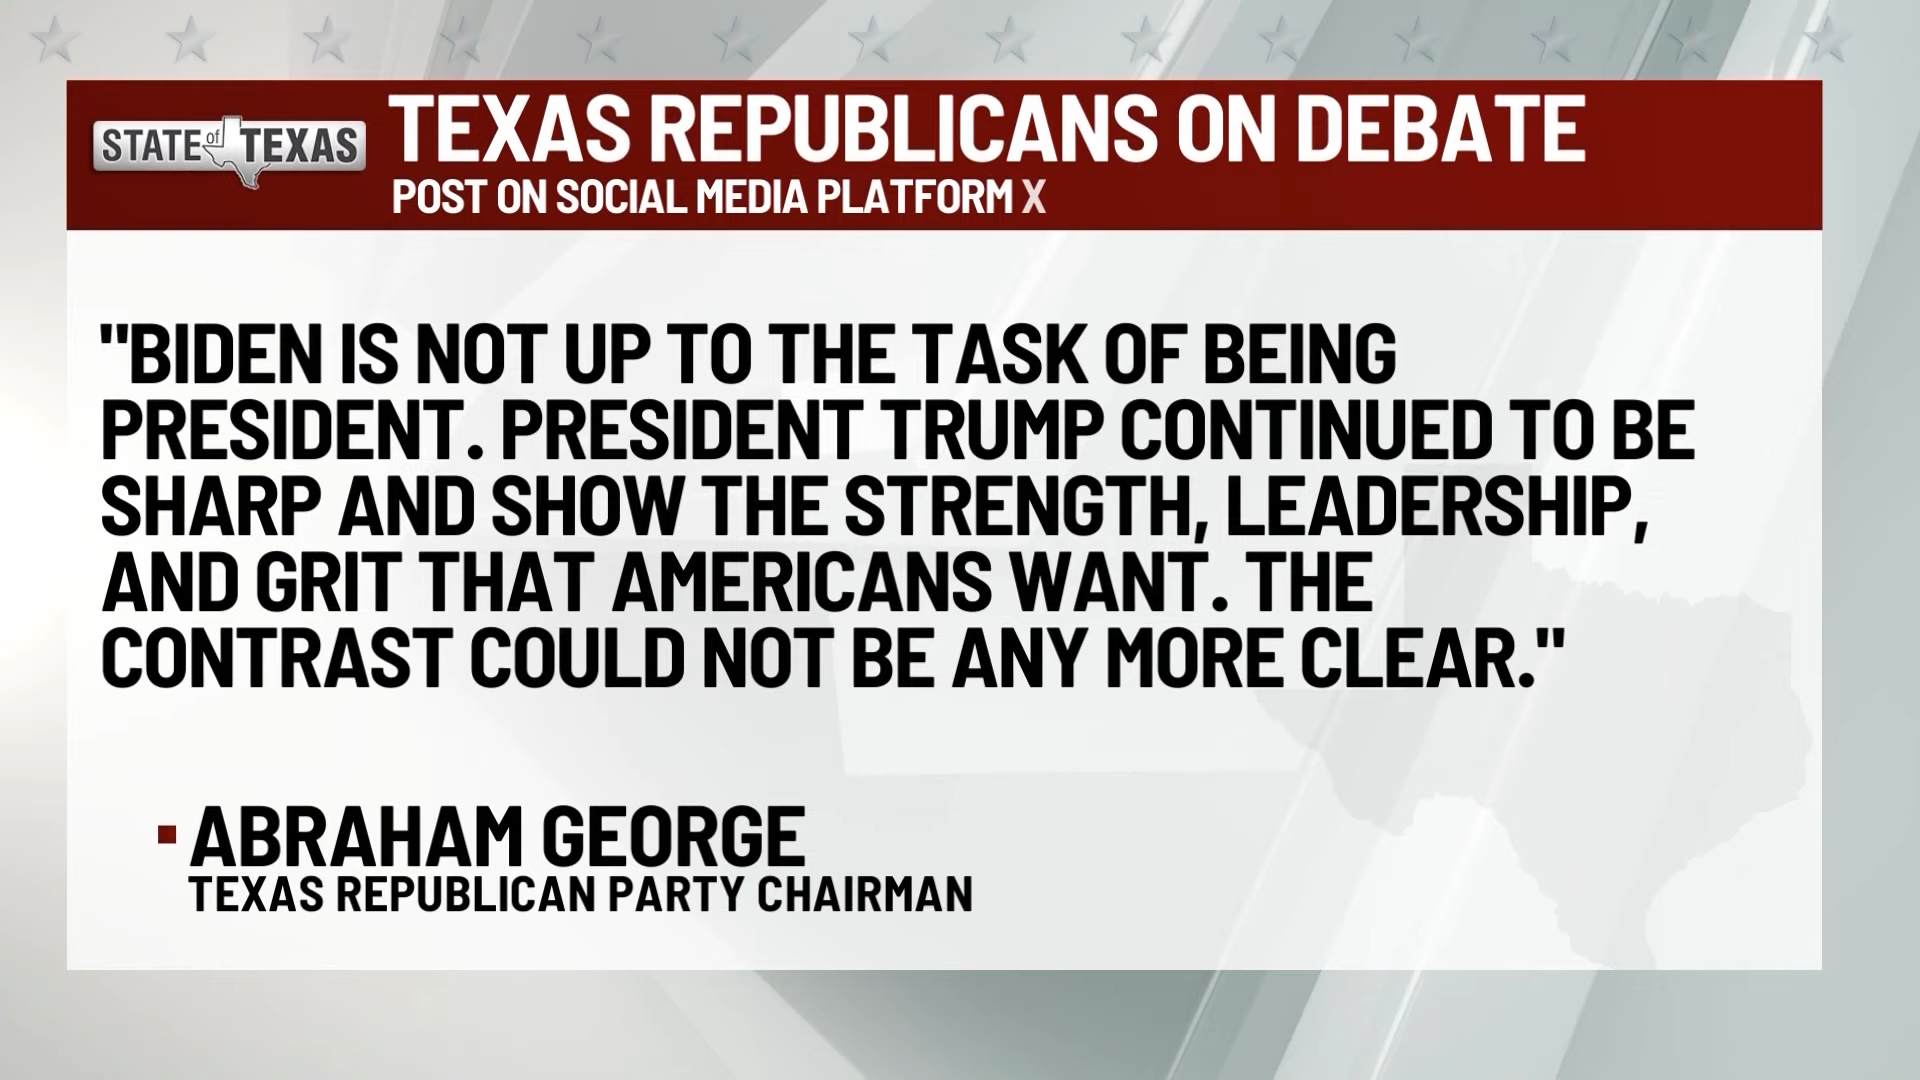 STATE of TEXAS
TEXAS REPUBLICANS ON DEBATE
POST ON SOCIAL MEDIA PLATFORM X
"BIDEN IS NOT UP TO THE TASK OF BEING
PRESIDENT. PRESIDENT TRUMP CONTINUED TO BE
SHARP AND SHOW THE STRENGTH, LEADERSHIP,
AND GRIT THAT AMERICANS WANT. THE
CONTRAST COULD NOT BE ANY MORE CLEAR."
ABRAHAM GEORGE
TEXAS REPUBLICAN PARTY CHAIRMAN